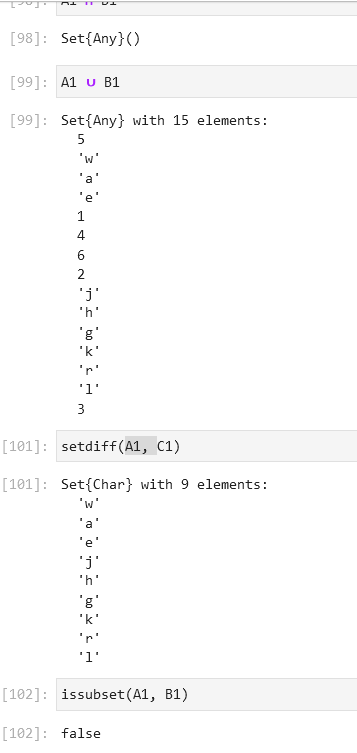 [98]: A1 ∩ B1
[98]: Set{Any}()
[99]: A1 ∪ B1
[99]: Set{Any} with 15 elements:
5
'w'
'a'
'e'
1
4
6
2
'j'
'h'
'g'
'k'
'r'
'l'
3
[101]: setdiff(A1, C1)
[101]: Set{Char} with 9 elements:
'w'
'a'
'e'
'j'
'h'
'g'
'k'
'r'
'l'
[102]: issubset(A1, B1)
[102]: false